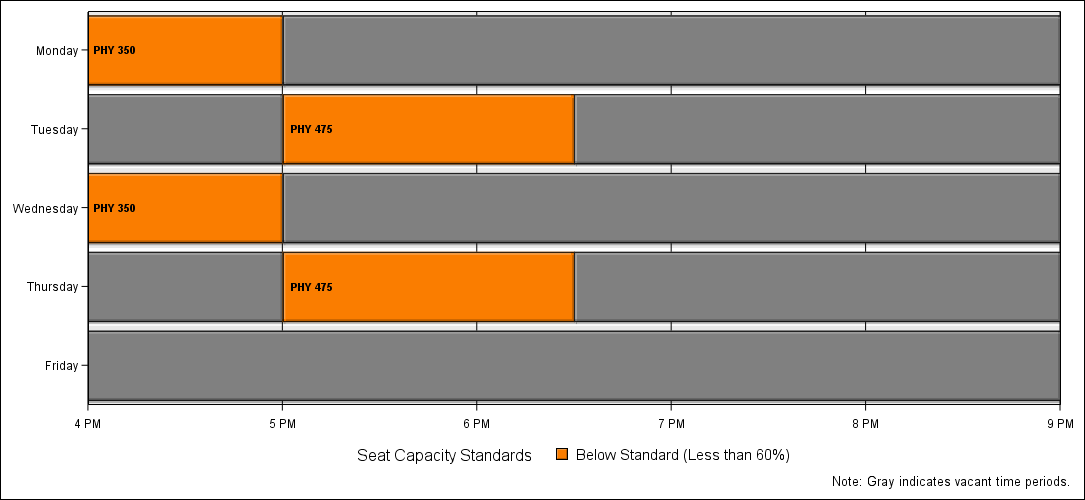 Monday
PHY 350
Tuesday
PHY 475
Wednesday
PHY 350
Thursday
PHY 475
Friday
4 PM 5 PM 6 PM 7 PM 8 PM 9 PM
Seat Capacity Standards Below Standard (Less than 60%)
Note: Gray indicates vacant time periods.